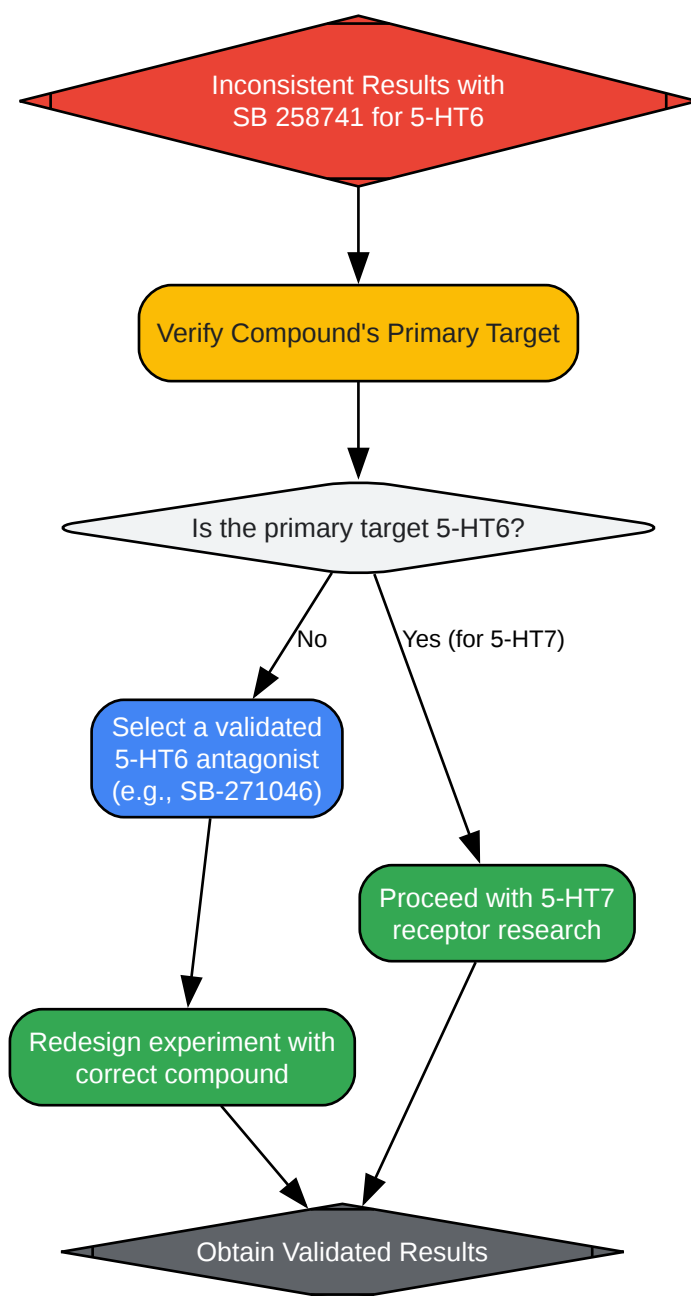 Inconsistent Results with
SB 258741 for 5-HT6
Verify Compound's Primary Target
Is the primary target 5-HT6?
No
Yes (for 5-HT7)
Select a validated
5-HT6 antagonist
(e.g., SB-271046)
Proceed with 5-HT7
receptor research
Redesign experiment with
correct compound
Obtain Validated Results